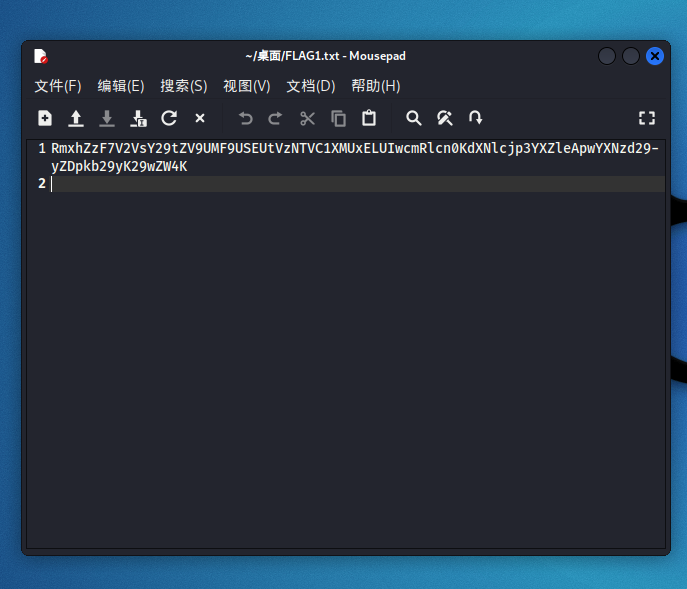 ~/桌面/FLAG1.txt - Mousepad
文件(F) 编辑(E) 搜索(S) 视图(V) 文档(D) 帮助(H)
1 RmxhZzF7V2VsY29tZV9UMF9USEUtVzNTVC1XMUxELUIwcmRlcn0KdXNlcjp3YXZleApwYXNzd29-
yZDpkb29yK29wZW4K
2